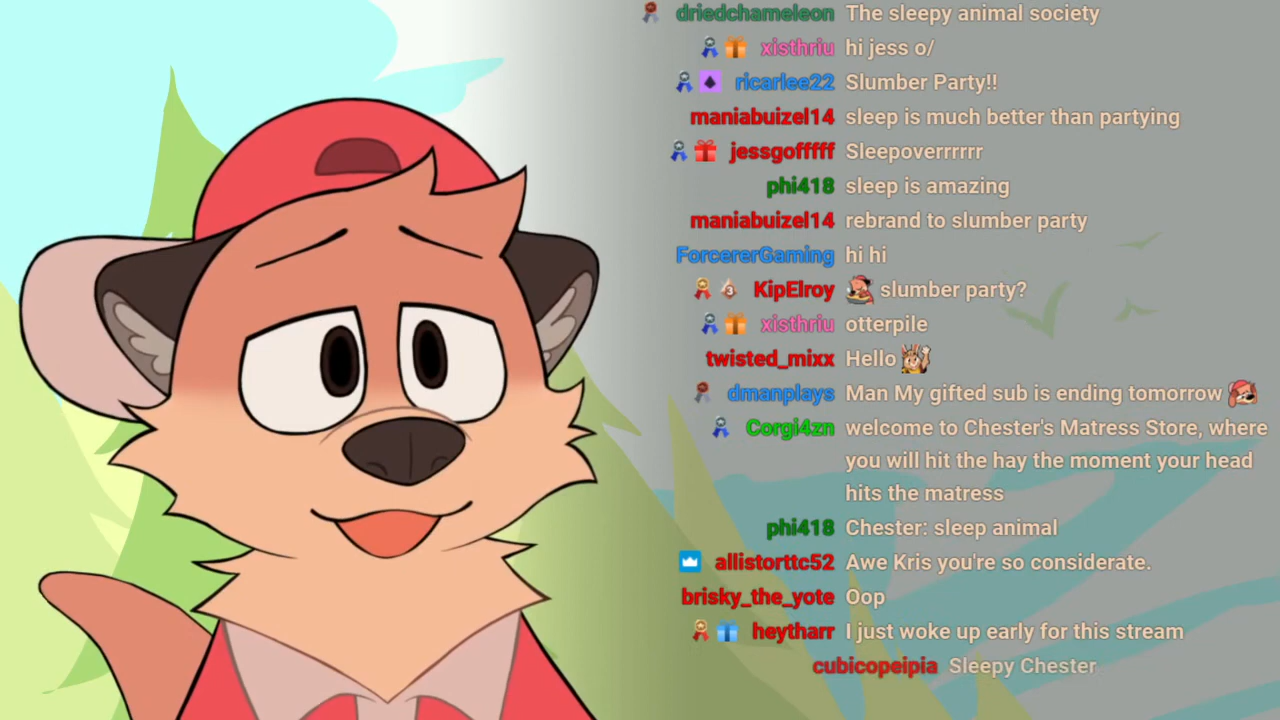 driedchameleon The sleepy animal society
xisthriu hi jess o/
ricarlee22 Slumber Party!!
maniabuizel14 sleep is much better than partying
jessgofffff Sleepoverrrrrr
phi418 sleep is amazing
maniabuizel14 rebrand to slumber party
ForcererGaming hi hi
3 KipElroy slumber party?
xisthriu otterpile
twisted_mixx Hello
dmanplays Man My gifted sub is ending tomorrow
Corgi4zn welcome to Chester's Matress Store, where
you will hit the hay the moment your head
hits the matress
phi418 Chester: sleep animal
allistorttc52 Awe Kris you're so considerate.
brisky_the_yote Oop
heytharr I just woke up early for this stream
cubicopeipia Sleepy Chester